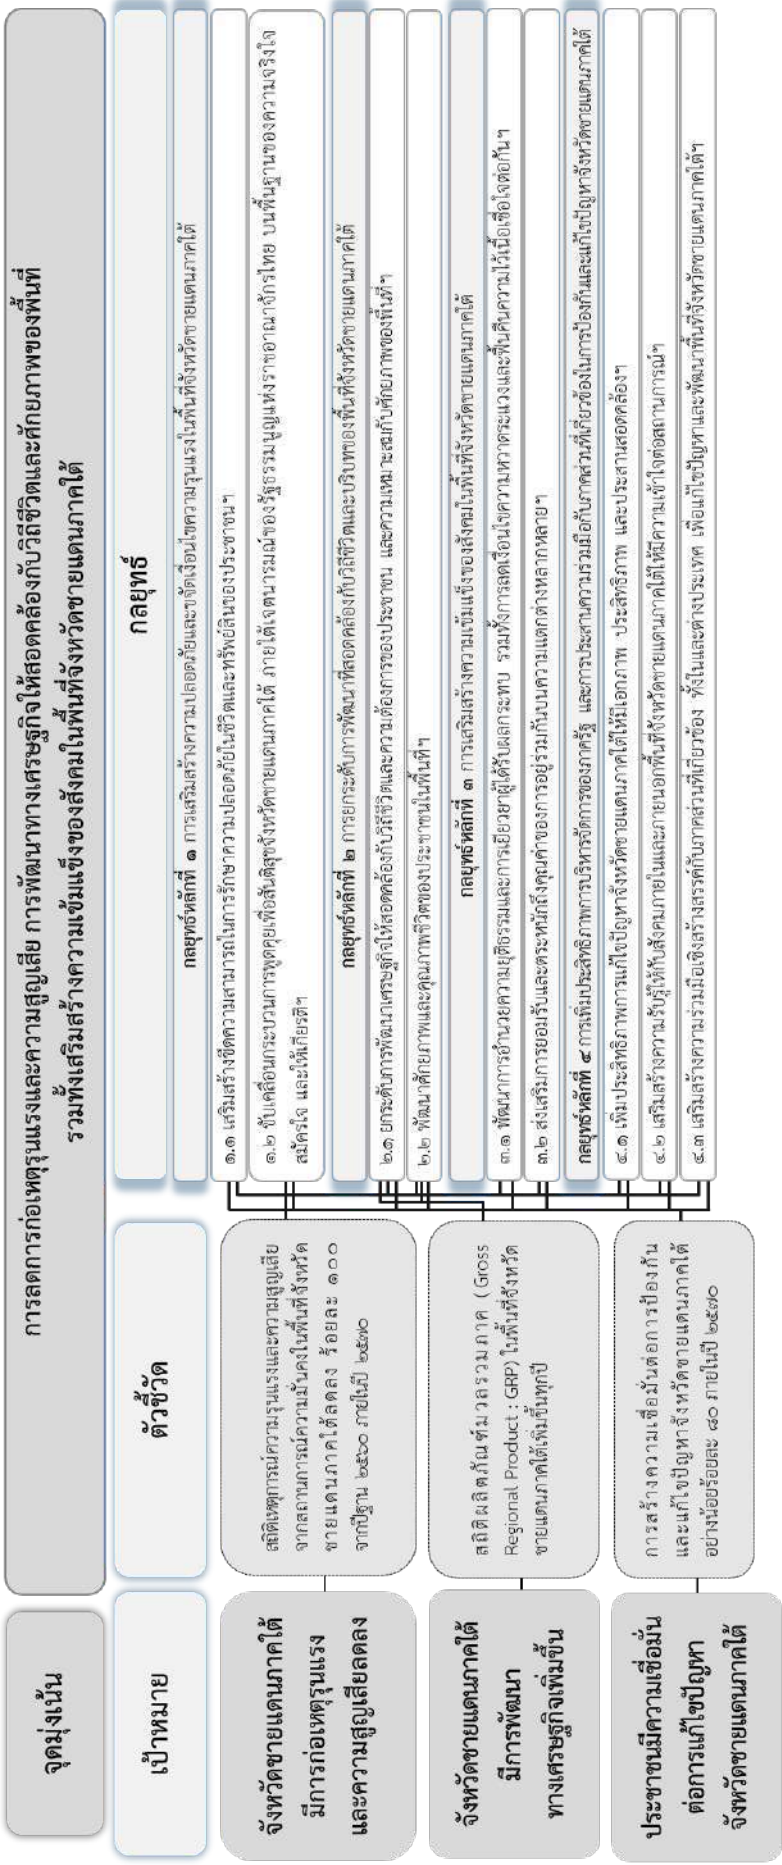 จุดมุ่งเน้น
การลดการก่อเหตุรุนแรงและความสูญเสีย การพัฒนาทางเศรษฐกิจให้สอดคล้องกับวิถีชีวิตและศักยภาพของพื้นที่
รวมทั้งเสริมสร้างความเข้มแข็งของสังคมในพื้นที่จังหวัดชายแดนภาคใต้
เป้าหมาย
ตัวชี้วัด
กลยุทธ์
จังหวัดชายแดนภาคใต้
มีการก่อเหตุรุนแรง
และความสูญเสียลดลง
สถิติเหตุการณ์ความรุนแรงและความสูญเสีย
จากสถานการณ์ความมั่นคงในพื้นที่จังหวัด
ชายแดนภาคใต้ลดลง ร้อยละ ๑๐๐
จากปีฐาน ๒๕๖๐ ภายในปี ๒๕๗๐
จังหวัดชายแดนภาคใต้
มีการพัฒนา
ทางเศรษฐกิจเพิ่มขึ้น
สถิติผลิตภัณฑ์มวลรวมภาค (Gross
Regional Product : GRP) ในพื้นที่จังหวัด
ชายแดนภาคใต้เพิ่มขึ้นทุกปี
ประชาชนมีความเชื่อมั่น
ต่อการแก้ไขปัญหา
จังหวัดชายแดนภาคใต้
การสร้างความเชื่อมั่นต่อการป้องกัน
และแก้ไขปัญหาจังหวัดชายแดนภาคใต้
อย่างน้อยร้อยละ ๘๐ ภายในปี ๒๕๗๐
กลยุทธ์หลักที่ ๑ การเสริมสร้างความปลอดภัยและขจัดเงื่อนไขความรุนแรงในพื้นที่จังหวัดชายแดนภาคใต้
๑.๑ เสริมสร้างขีดความสามารถในการรักษาความปลอดภัยในชีวิตและทรัพย์สินของประชาชนฯ
๑.๒ ขับเคลื่อนกระบวนการพูดคุยเพื่อสันติสุขจังหวัดชายแดนภาคใต้ ภายใต้เจตนารมณ์ของรัฐธรรมนูญแห่งราชอาณาจักรไทย บนพื้นฐานของความจริงใจ
สมัครใจ และให้เกียรติฯ
กลยุทธ์หลักที่ ๒ การยกระดับการพัฒนาที่สอดคล้องกับวิถีชีวิตและบริบทของพื้นที่จังหวัดชายแดนภาคใต้
๒.๑ ยกระดับการพัฒนาเศรษฐกิจให้สอดคล้องกับวิถีชีวิตและความต้องการของประชาชน และความเหมาะสมกับศักยภาพของพื้นที่ฯ
๒.๒ พัฒนาศักยภาพและคุณภาพชีวิตของประชาชนในพื้นที่ฯ
กลยุทธ์หลักที่ ๓ การเสริมสร้างความเข้มแข็งของสังคมในพื้นที่จังหวัดชายแดนภาคใต้
๓.๑ พัฒนาการอำนวยความยุติธรรมและการเยียวยาผู้ได้รับผลกระทบ รวมทั้งการลดเงื่อนไขความหวาดระแวงและฟื้นคืนความไว้เนื้อเชื่อใจต่อกันฯ
๓.๒ ส่งเสริมการยอมรับและตระหนักถึงคุณค่าของการอยู่ร่วมกันบนความแตกต่างหลากหลายฯ
กลยุทธ์หลักที่ ๔ การเพิ่มประสิทธิภาพการบริหารจัดการของภาครัฐ และการประสานความร่วมมือกับภาคส่วนที่เกี่ยวข้องในการป้องกันและแก้ไขปัญหาจังหวัดชายแดนภาคใต้
๔.๑ เพิ่มประสิทธิภาพการแก้ไขปัญหาจังหวัดชายแดนภาคใต้ให้มีเอกภาพ ประสิทธิภาพ และประสานสอดคล้องฯ
๔.๒ เสริมสร้างความรับรู้ให้กับสังคมภายในและภายนอกพื้นที่จังหวัดชายแดนภาคใต้ให้มีความเข้าใจต่อสถานการณ์ฯ
๔.๓ เสริมสร้างความร่วมมือเชิงสร้างสรรค์กับภาคส่วนที่เกี่ยวข้อง ทั้งในและต่างประเทศ เพื่อแก้ไขปัญหาและพัฒนาพื้นที่จังหวัดชายแดนภาคใต้ฯ